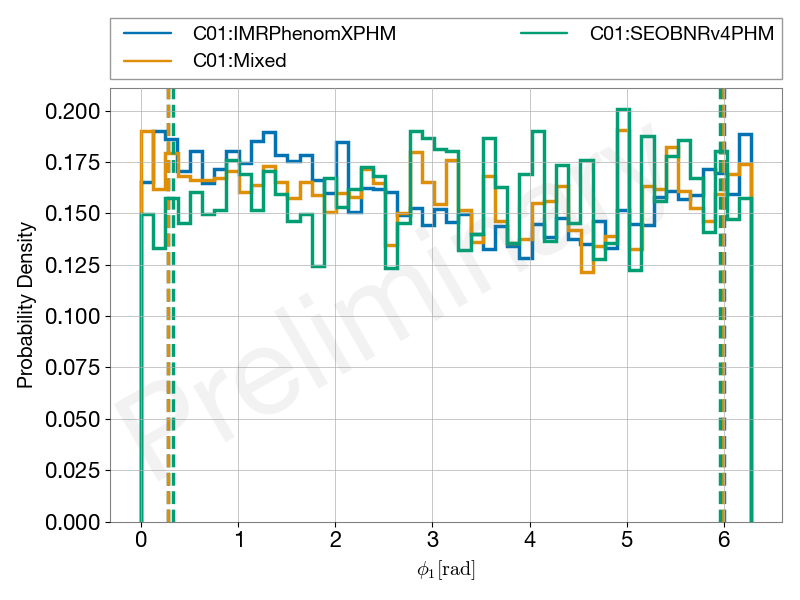 C01:IMRPhenomXPHM
C01:Mixed
C01:SEOBNRv4PHM
0.200
0.175
0.150
0.125
0.100
0.075
0.050
0.025
0.000
Probability Density
Preliminary
0 1 2 3 4 5 6
ϕ₁[rad]